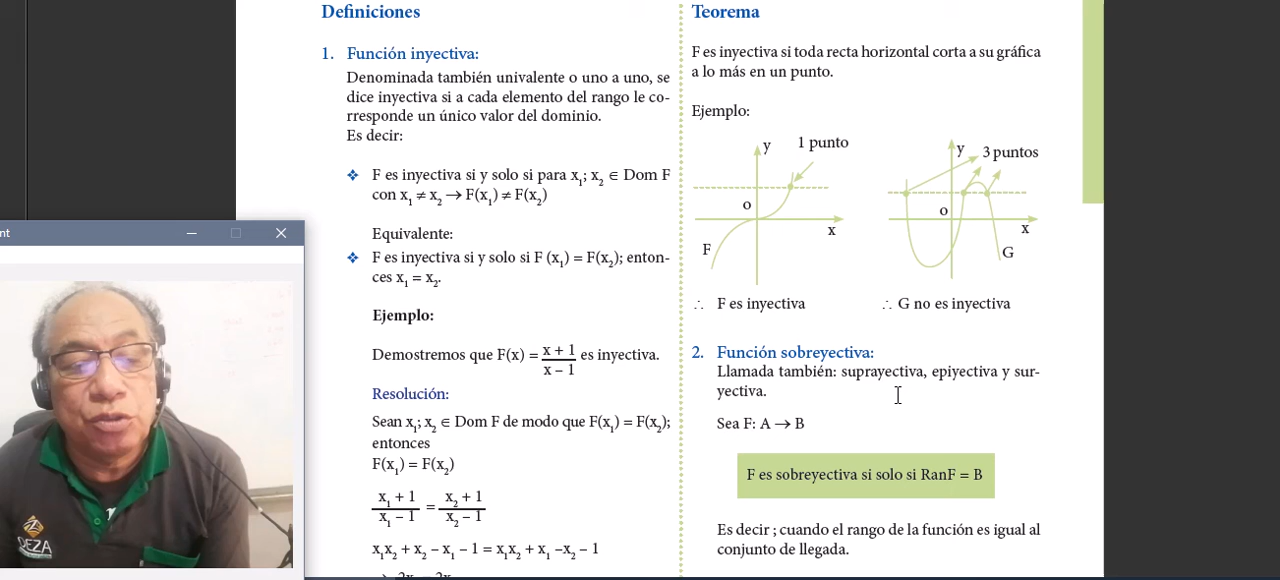 Definiciones
1. Función inyectiva:
Denominada también univalente o uno a uno, se
dice inyectiva si a cada elemento del rango le co-
rresponde un único valor del dominio.
Es decir:
❖ F es inyectiva si y solo si para x₁; x₂ ∈ Dom F
con x₁ ≠ x₂ → F(x₁) ≠ F(x₂)
Equivalente:
❖ F es inyectiva si y solo si F (x₁) = F(x₂); enton-
ces x₁ = x₂.
Ejemplo:
Demostremos que F(x) = x + 1 / x – 1 es inyectiva.
Resolución:
Sean x₁; x₂ ∈ Dom F de modo que F(x₁) = F(x₂);
entonces
F(x₁) = F(x₂)
x₁ + 1 / x₁ – 1 = x₂ + 1 / x₂ – 1
x₁x₂ + x₂ – x₁ – 1 = x₁x₂ + x₁ –x₂ – 1
Teorema
F es inyectiva si toda recta horizontal corta a su gráfica
a lo más en un punto.
Ejemplo:
y 1 punto
o
x
F
y 3 puntos
o
x
G
∴ F es inyectiva
∴ G no es inyectiva
2. Función sobreyectiva:
Llamada también: suprayectiva, epiyectiva y sur-
yectiva.
Sea F: A → B
F es sobreyectiva si solo si RanF = B
Es decir ; cuando el rango de la función es igual al
conjunto de llegada.
nt
DEZA